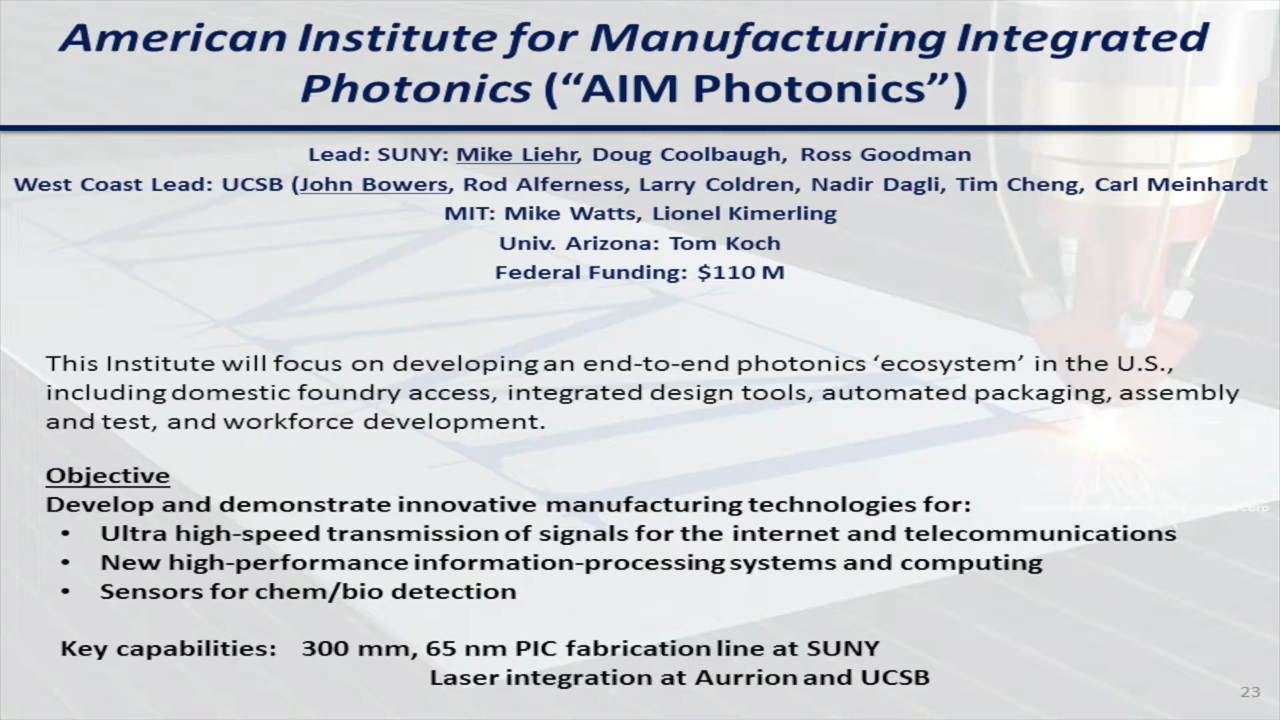 American Institute for Manufacturing Integrated
Photonics (“AIM Photonics”)
Lead: SUNY: Mike Liehr, Doug Coolbaugh, Ross Goodman
West Coast Lead: UCSB (John Bowers, Rod Alferness, Larry Coldren, Nadir Dagli, Tim Cheng, Carl Meinhardt
MIT: Mike Watts, Lionel Kimerling
Univ. Arizona: Tom Koch
Federal Funding: $110 M
This Institute will focus on developing an end-to-end photonics ‘ecosystem’ in the U.S.,
including domestic foundry access, integrated design tools, automated packaging, assembly
and test, and workforce development.
Objective
Develop and demonstrate innovative manufacturing technologies for:
• Ultra high-speed transmission of signals for the internet and telecommunications
• New high-performance information-processing systems and computing
• Sensors for chem/bio detection
Key capabilities: 300 mm, 65 nm PIC fabrication line at SUNY
Laser integration at Aurrion and UCSB
23